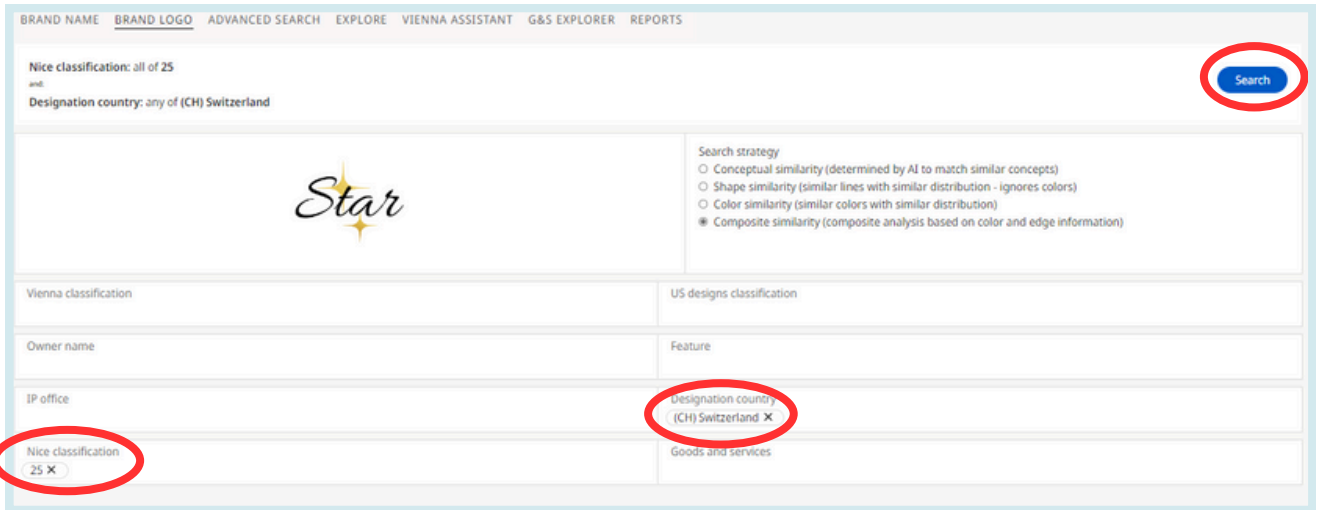 BRAND NAME BRAND LOGO ADVANCED SEARCH EXPLORE VIENNA ASSISTANT G&S EXPLORER REPORTS
Nice classification: all of 25
and:
Designation country: any of (CH) Switzerland
Search
Star
Search strategy
Conceptual similarity (determined by AI to match similar concepts)
Shape similarity (similar lines with similar distribution - ignores colors)
Color similarity (similar colors with similar distribution)
Composite similarity (composite analysis based on color and edge information)
Vienna classification
US designs classification
Owner name
Feature
IP office
Designation country
(CH) Switzerland X
Nice classification
25 X
Goods and services